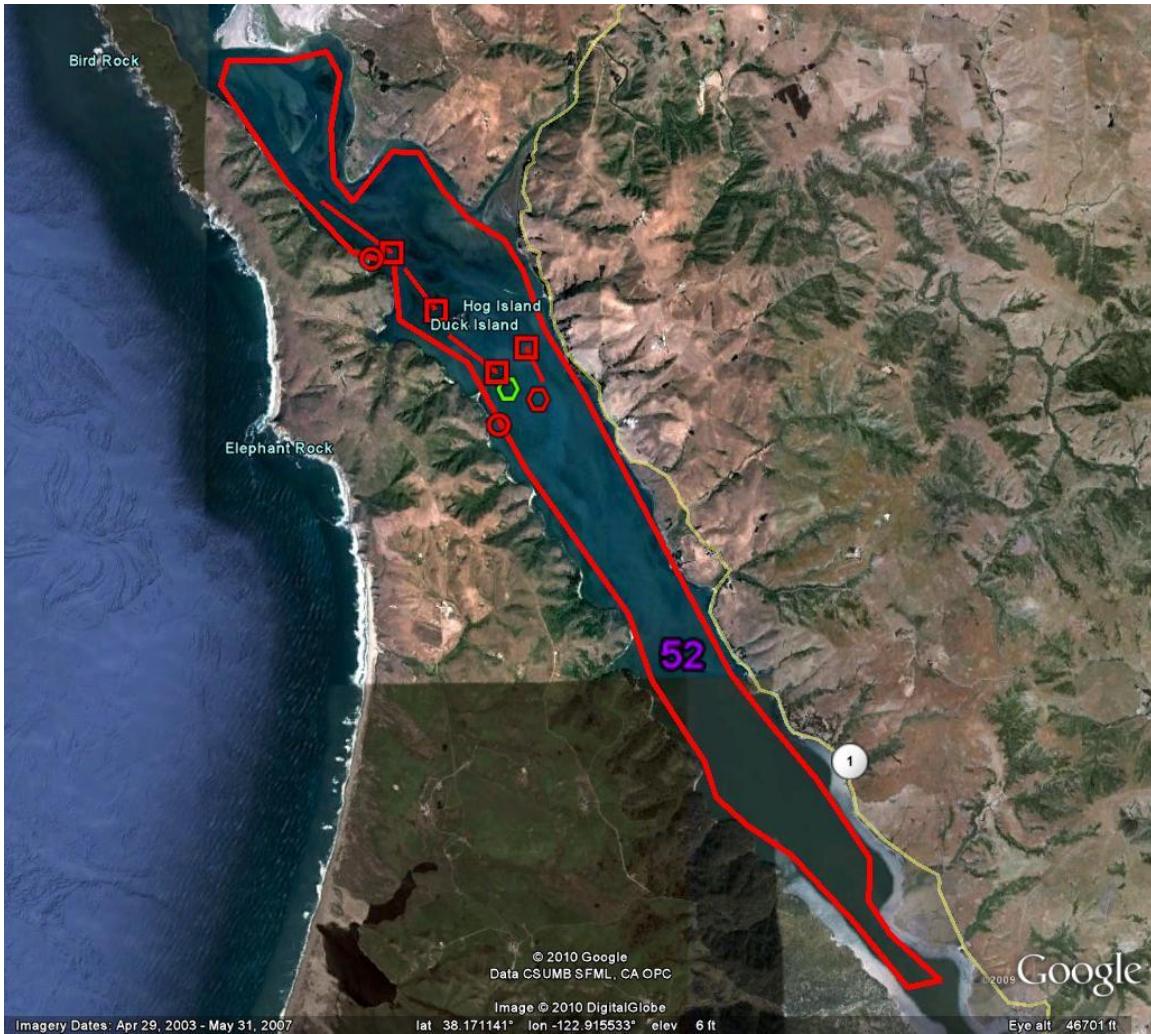 Bird Rock
Hog Island
Duck Island
Elephant Rock
52
1
© 2010 Google
Data CSUMB SFML, CA OPC
Image © 2010 DigitalGlobe
©2009 Google
Imagery Dates: Apr 29, 2003 - May 31, 2007 lat 38.171141° lon -122.915533° elev 6 ft Eye alt 46701 ft